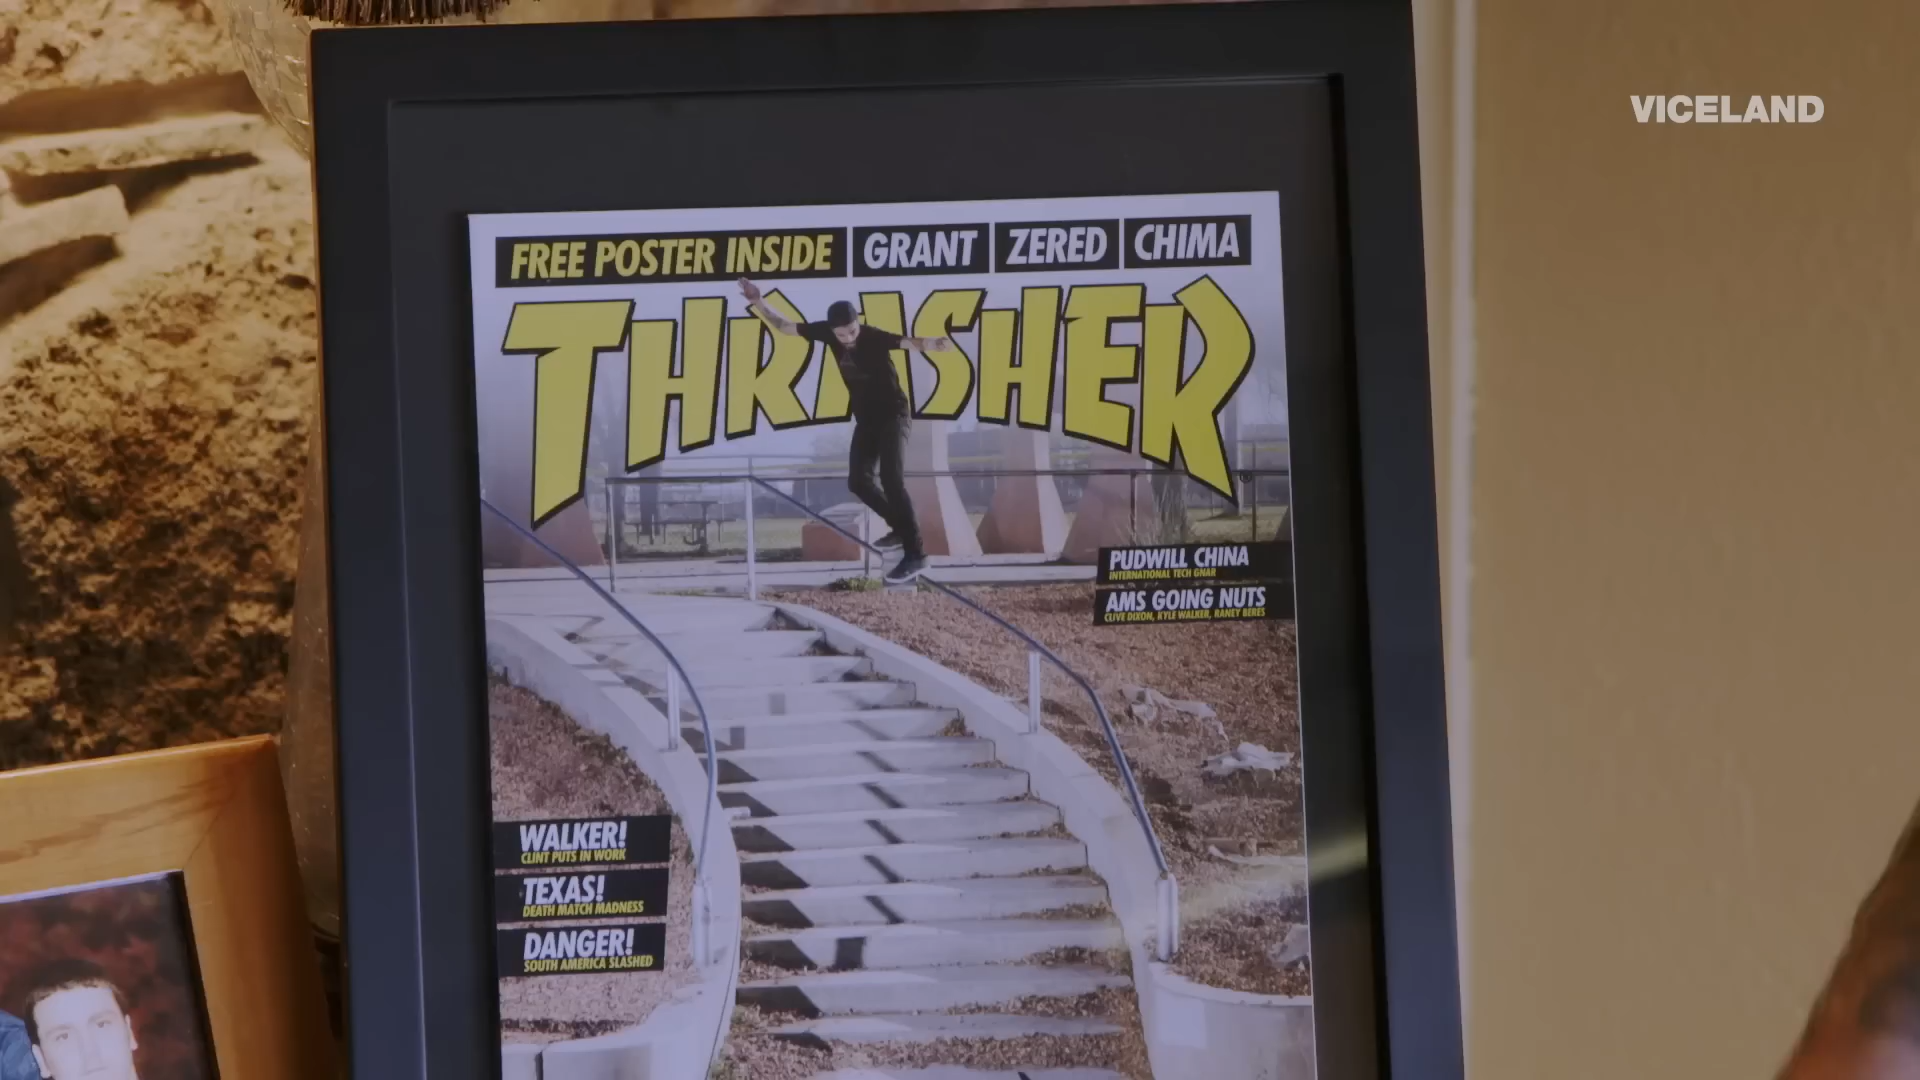 VICELAND
FREE POSTER INSIDE GRANT ZERED CHIMA
THRASHER
PUDWILL CHINA
INTERNATIONAL TECH GNAR
AMS GOING NUTS
CLIVE DIXON, KYLE WALKER, RANEY BERES
WALKER!
CLINT PUTS IN WORK
TEXAS!
DEATH MATCH MADNESS
DANGER!
SOUTH AMERICA SLASHED